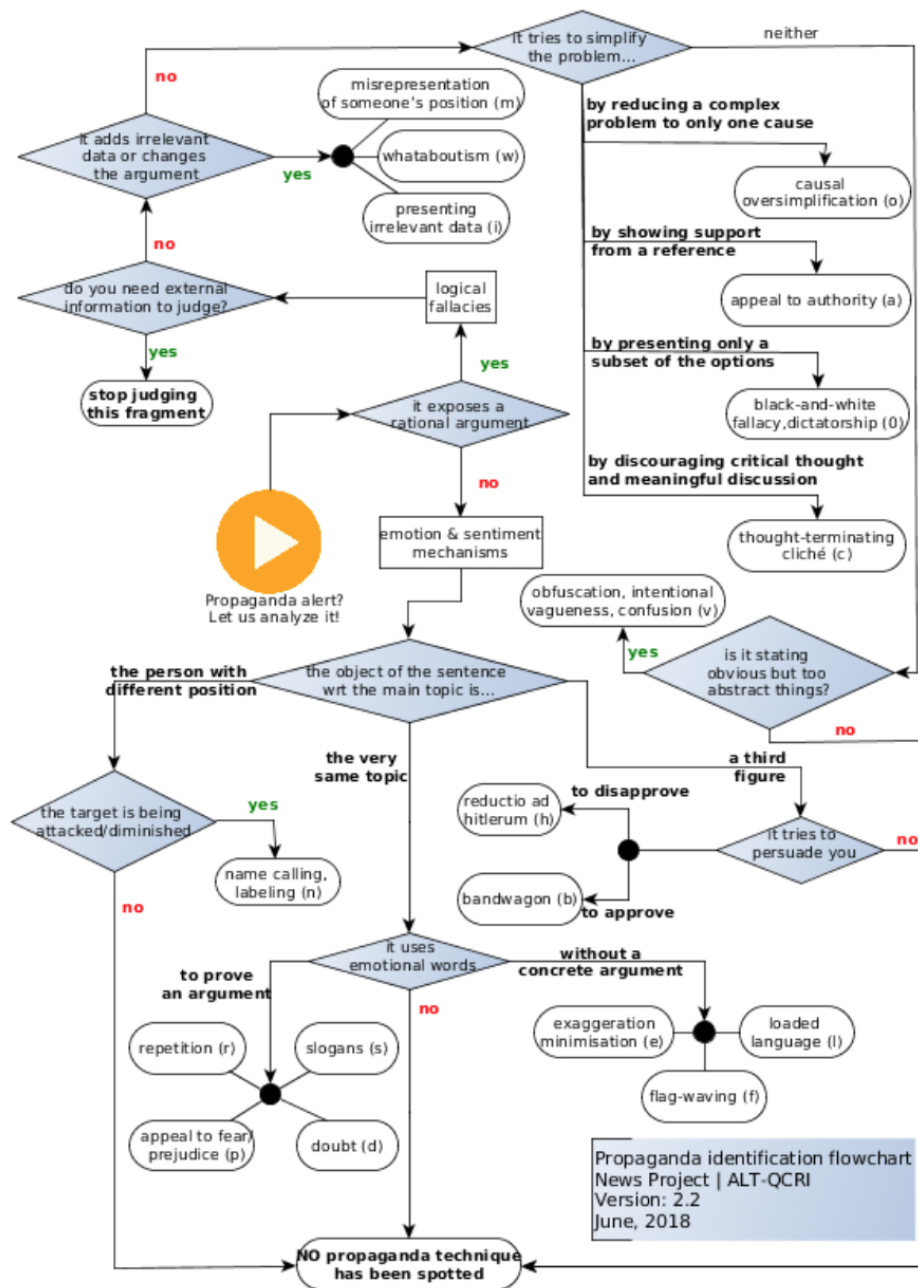 It tries to simplify
the problem...
neither
no
misrepresentation
of someone's position (m)
by reducing a complex
problem to only one cause
it adds irrelevant
data or changes
the argument
yes
whataboutism (w)
causal
oversimplification (o)
presenting
irrelevant data (i)
no
by showing support
from a reference
do you need external
information to judge?
logical
fallacies
appeal to authority (a)
yes
stop judging
this fragment
yes
by presenting only a
subset of the options
it exposes a
rational argument
black-and-white
fallacy,dictatorship (0)
no
by discouraging critical thought
and meaningful discussion
emotion & sentiment
mechanisms
thought-terminating
cliché (c)
Propaganda alert?
Let us analyze it!
obfuscation, intentional
vagueness, confusion (v)
yes
is it stating
obvious but too
abstract things?
no
the person with
different position
the object of the sentence
wrt the main topic is...
the very
same topic
a third
figure
the target is being
attacked/diminished
yes
name calling,
labeling (n)
no
to disapprove
reductio ad
hitlerum (h)
It tries to
persuade you
no
bandwagon (b)
to approve
it uses
emotional words
to prove
an argument
no
without a
concrete argument
repetition (r)
slogans (s)
appeal to fear/
prejudice (p)
doubt (d)
exaggeration
minimisation (e)
loaded
language (l)
flag-waving (f)
Propaganda identification flowchart
News Project | ALT-QCRI
Version: 2.2
June, 2018
NO propaganda technique
has been spotted